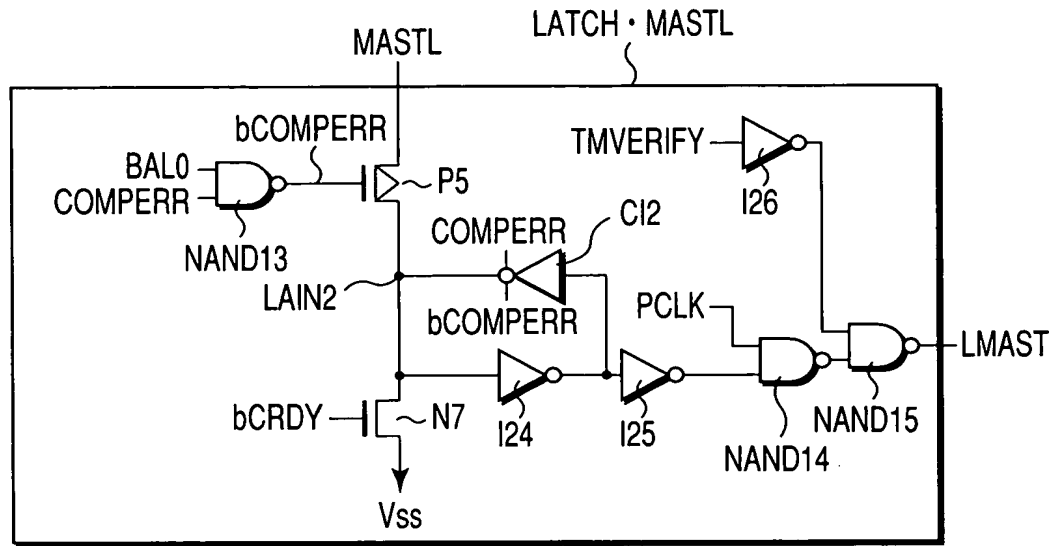 LATCH・MASTL
MASTL
bCOMPERR
TMVERIFY
BAL0
COMPERR
P5
I26
NAND13
COMPERR
CI2
LAIN2
bCOMPERR
PCLK
LMAST
bCRDY
N7
I24
I25
NAND15
NAND14
Vss